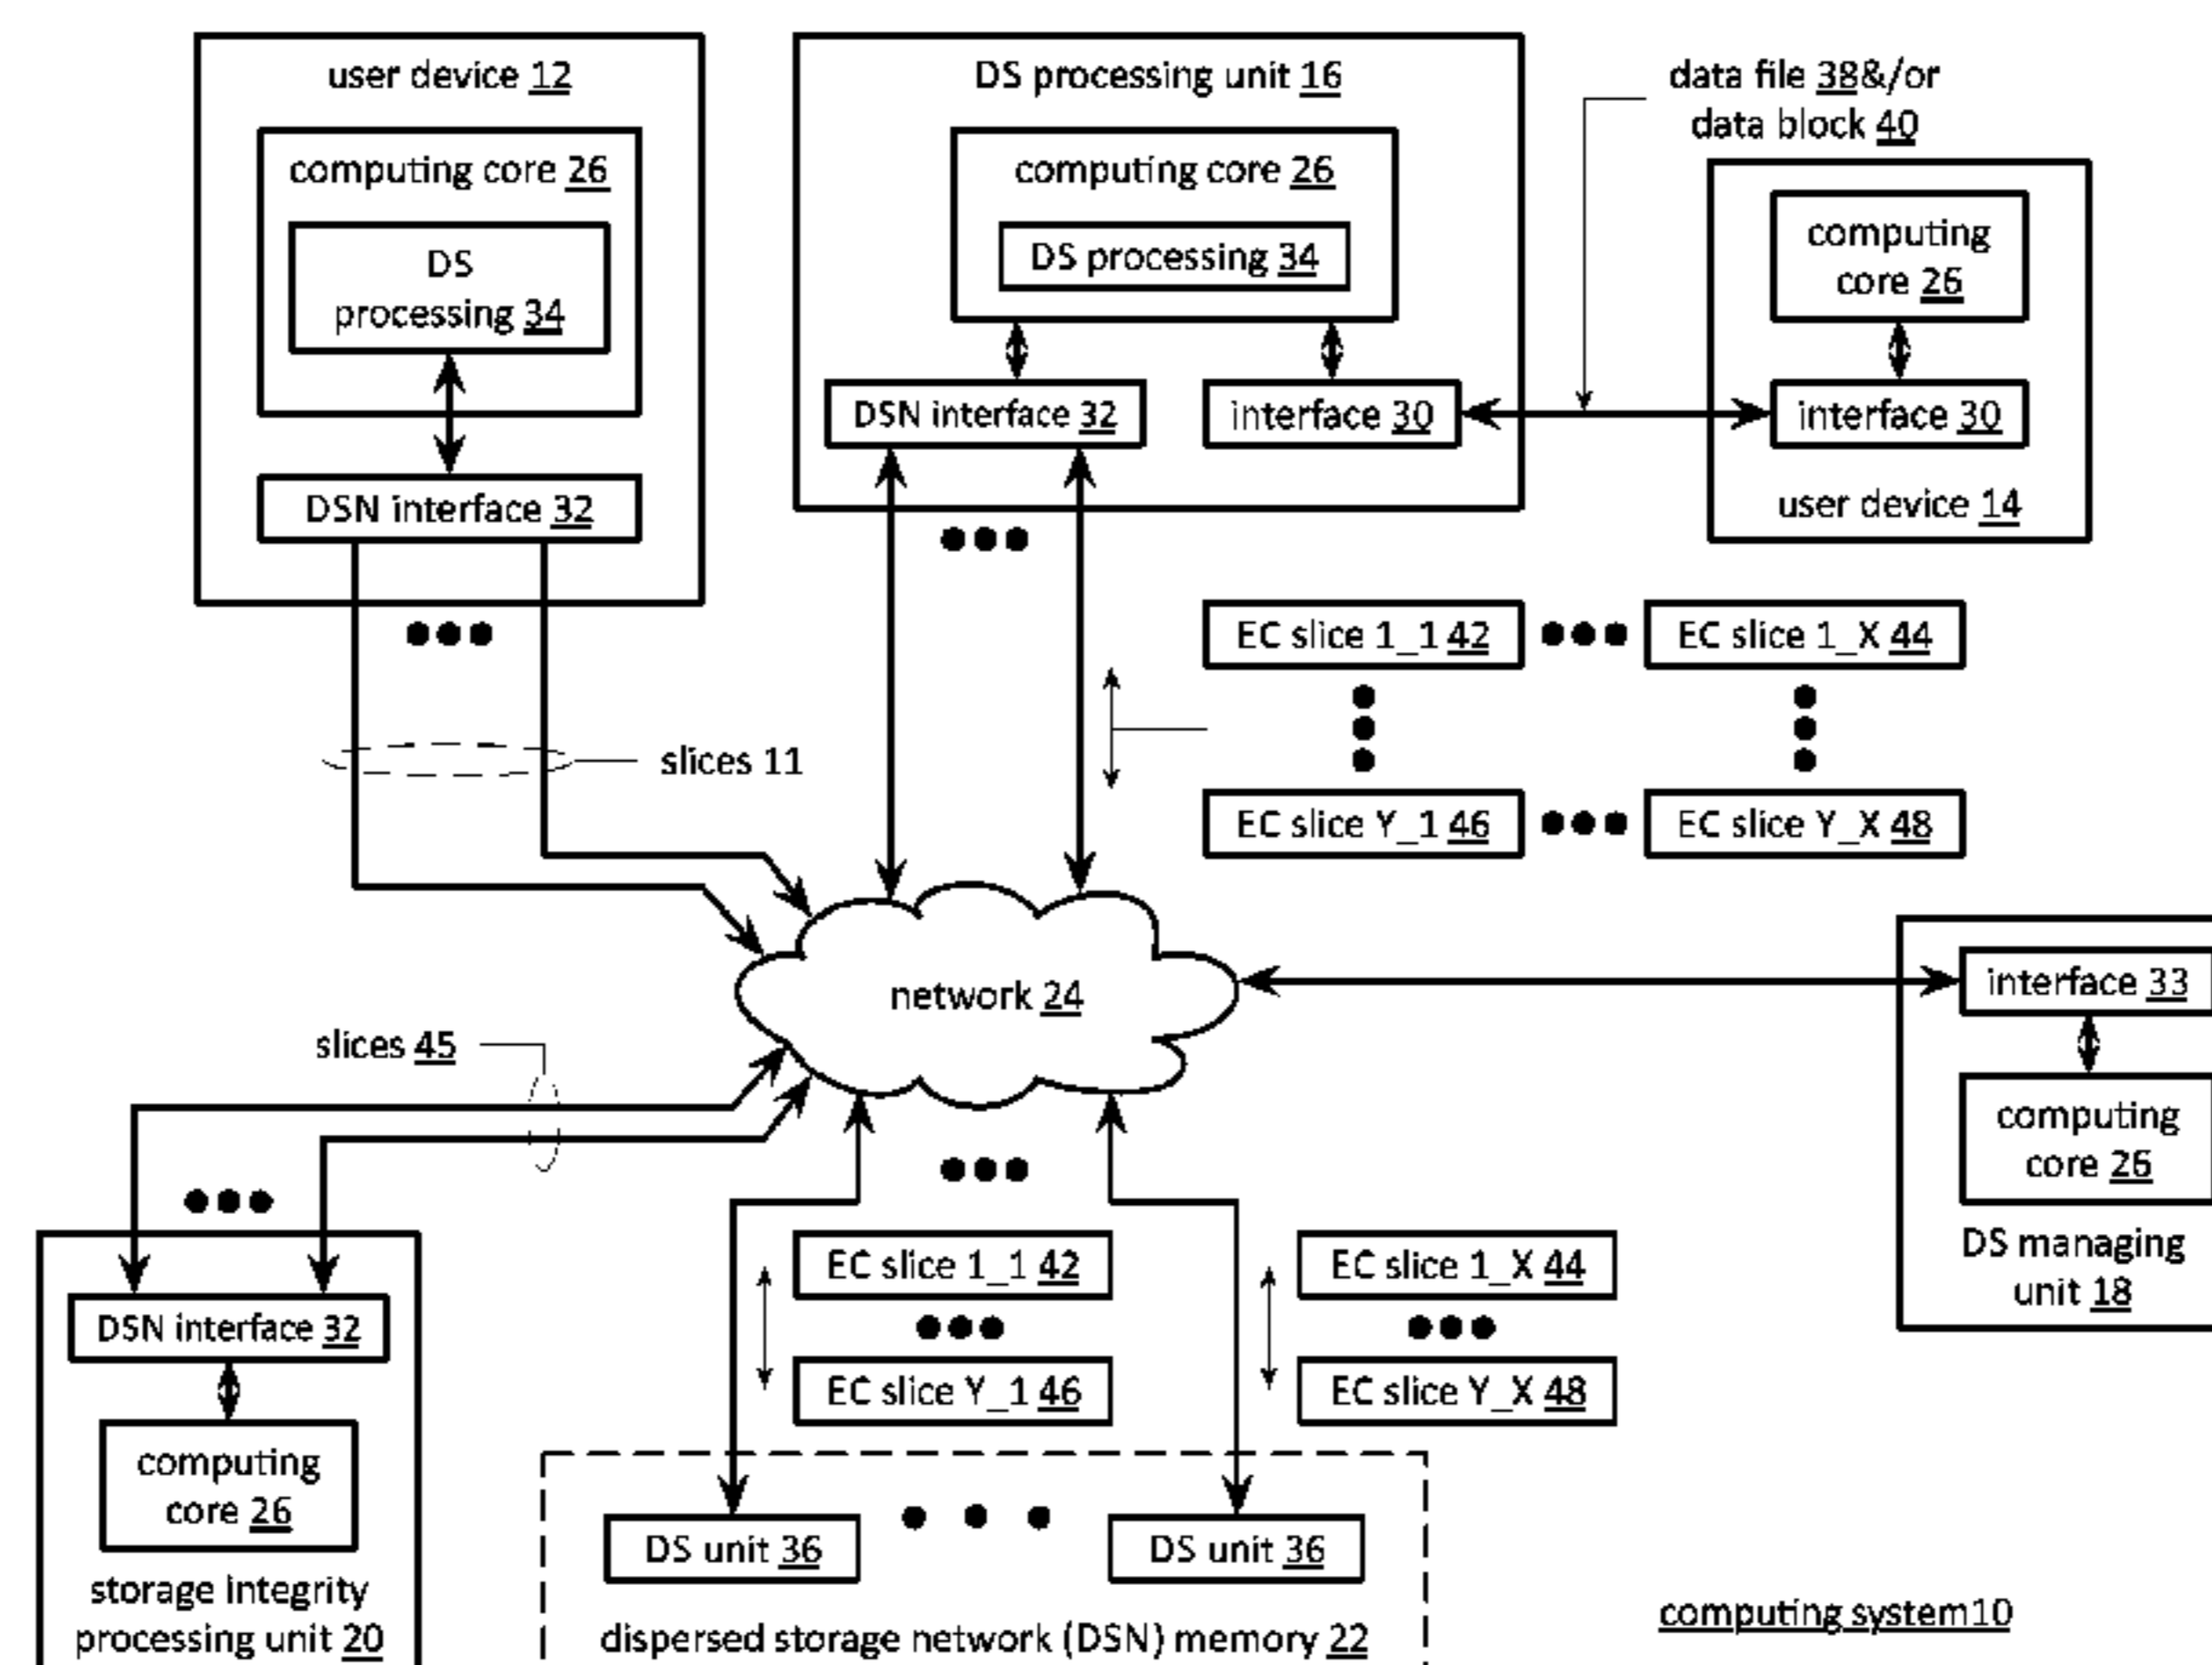 user device 12
computing core 26
DS
processing 34
DSN interface 32
slices 11
DS processing unit 16
computing core 26
DS processing 34
DSN interface 32
interface 30
data file 38&/or
data block 40
computing
core 26
interface 30
user device 14
EC slice 1_1 42
EC slice 1_X 44
EC slice Y_1 46
EC slice Y_X 48
network 24
interface 33
computing
core 26
DS managing
unit 18
slices 45
DSN interface 32
computing
core 26
storage integrity
processing unit 20
EC slice 1_1 42
EC slice 1_X 44
EC slice Y_1 46
EC slice Y_X 48
DS unit 36
DS unit 36
dispersed storage network (DSN) memory 22
computing system10